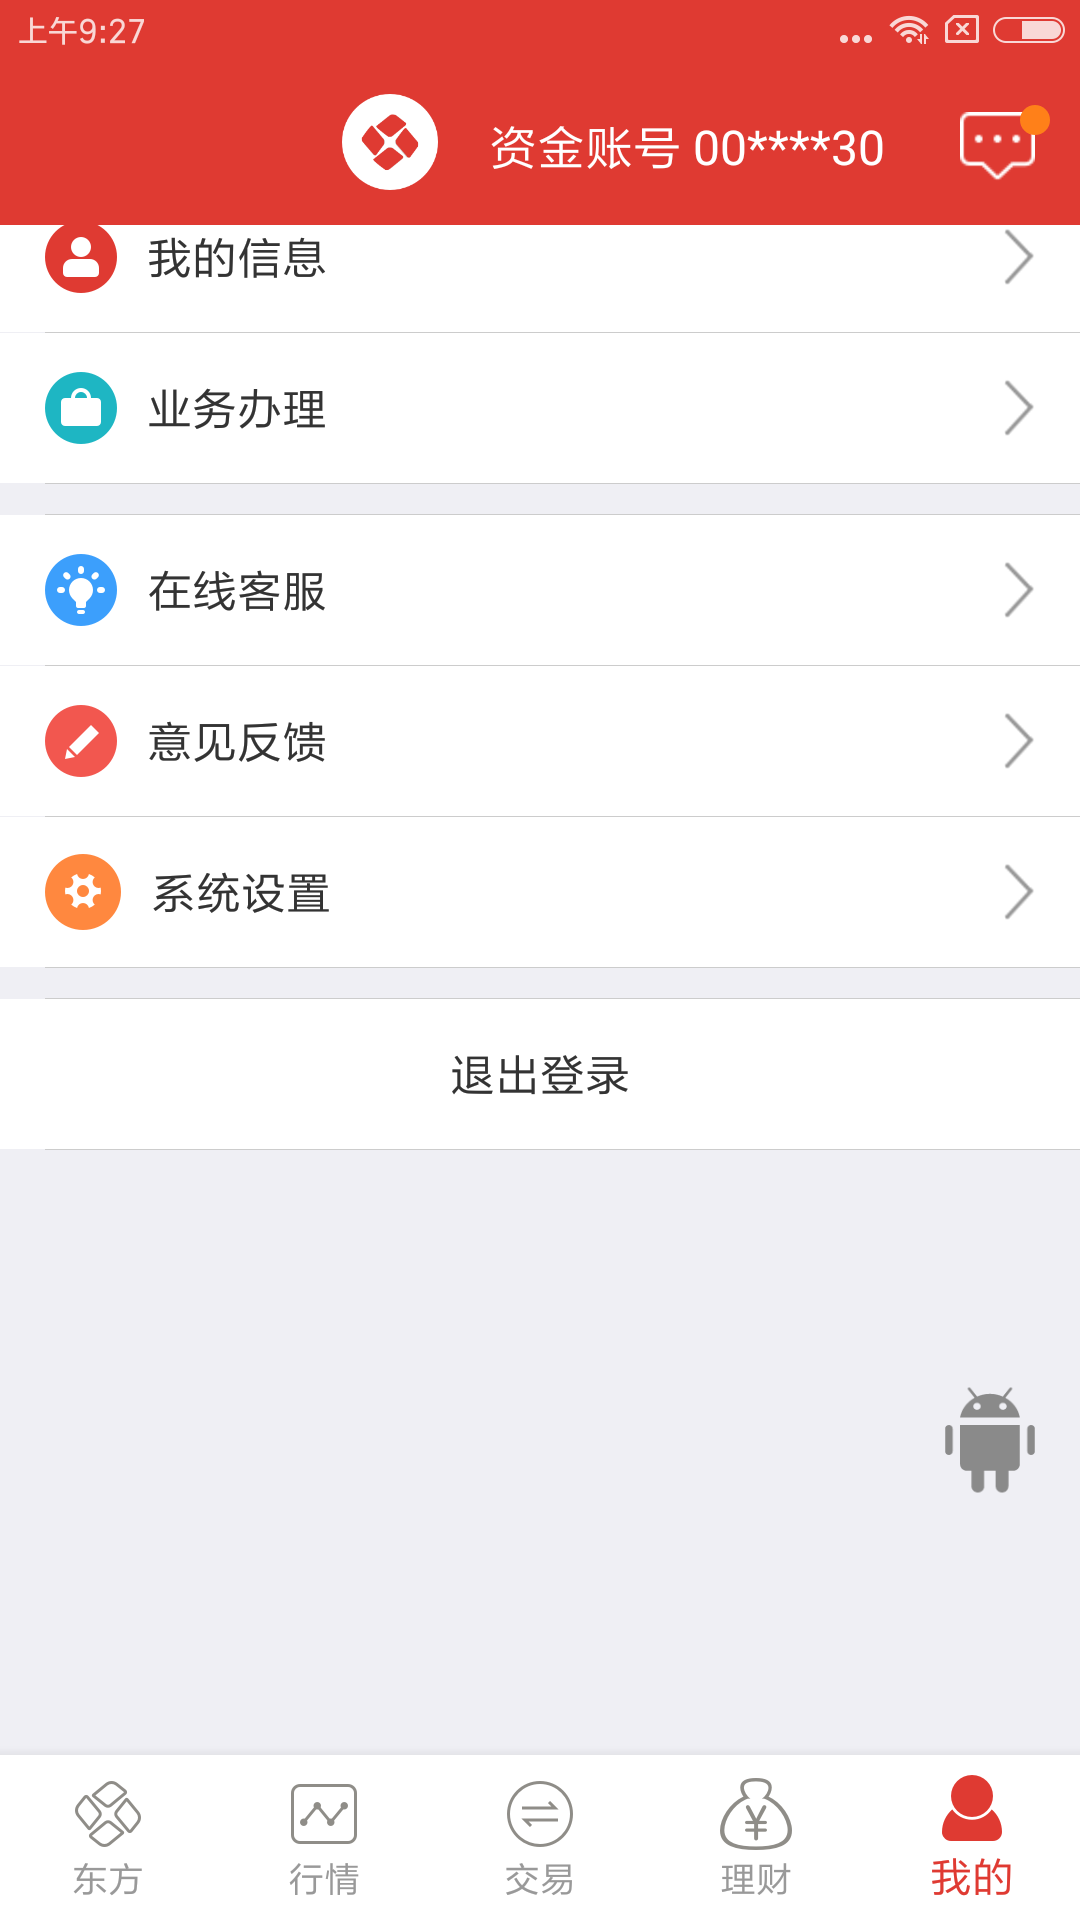 上午9:27
资金账号 00****30
我的信息
业务办理
在线客服
意见反馈
系统设置
退出登录
东方
行情
交易
理财
我的